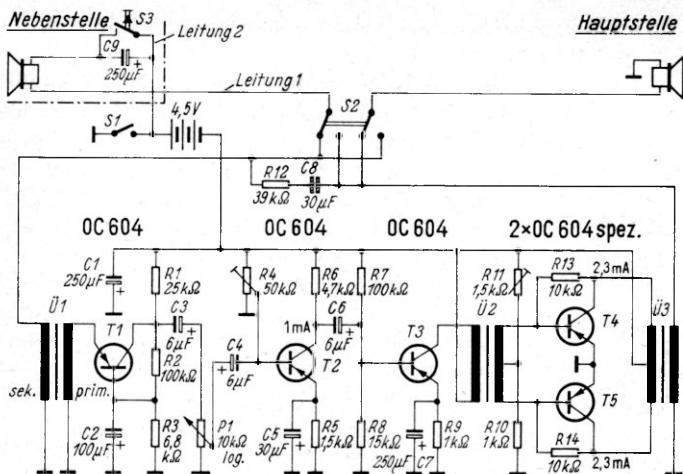 Nebenstelle
S3
Hauptstelle
Leitung2
C9
250µF
+
Leitung1
4,5V
S2
S1
R12
39kΩ
C8
30µF
OC 604
OC 604
OC 604
2×OC 604 spez.
C1
250µF
+
R1
25kΩ
R4
50kΩ
R6
4,7kΩ
R7
100kΩ
R11
1,5kΩ
R13
10kΩ
2,3mA
Ü1
T1
C3
6µF
+
C4
6µF
+
1mA
C6
6µF
+
T3
Ü2
T4
Ü3
R2
100kΩ
T2
T5
sek.
prim.
C2
100µF
+
R3
6,8
kΩ
P1
10kΩ
log.
C5
30µF
+
R5
1,5kΩ
R8
15kΩ
250µF
C7
+
R9
1kΩ
R10
1kΩ
R14
10kΩ
2,3mA